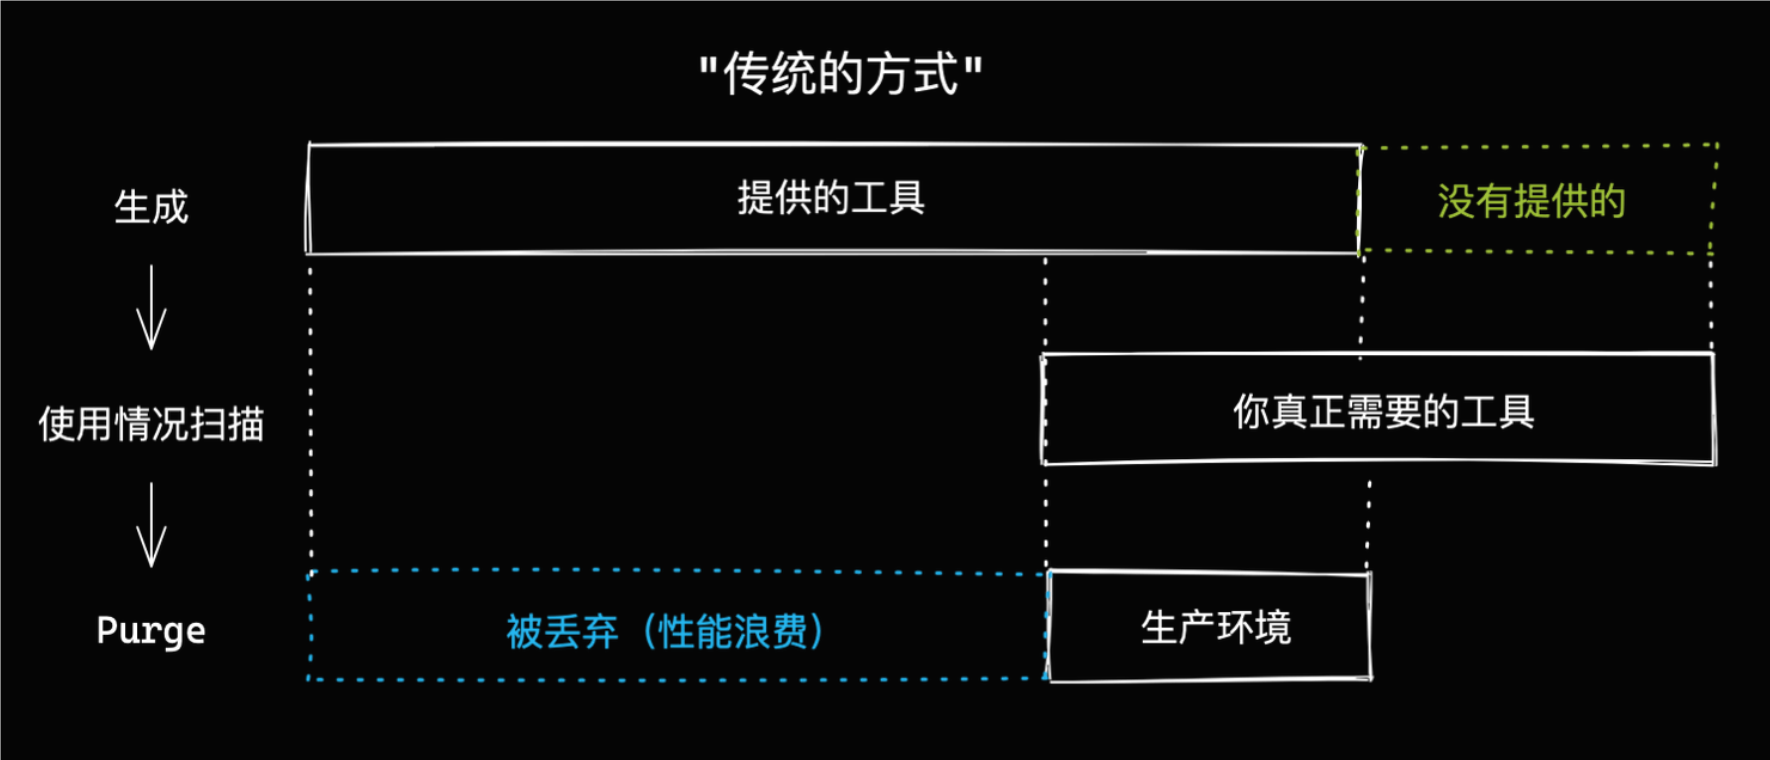 "传统的方式"
生成
提供的工具
没有提供的
使用情况扫描
你真正需要的工具
Purge
被丢弃（性能浪费）
生产环境